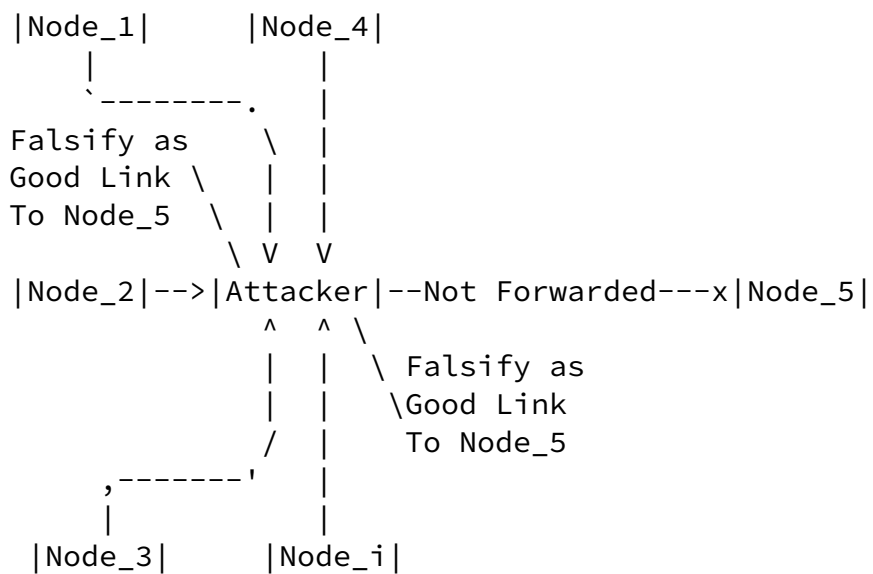 |Node_1| |Node_4|
Falsify as
Good Link
To Node_5
|Node_2|-->|Attacker|--Not Forwarded---x|Node_5|
Falsify as
Good Link
To Node_5
|Node_3| |Node_i|